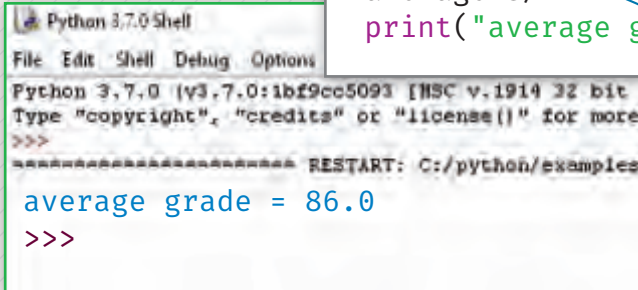 print("average g
Python 3.7.0 Shell
File Edit Shell Debug Options
Python 3.7.0 (v3.7.0:1bf9cc5093 [MSC v.1914 32 bit
Type "copyright", "credits" or "license()" for more
>>>
======================= RESTART: C:/python/examples
average grade = 86.0
>>>